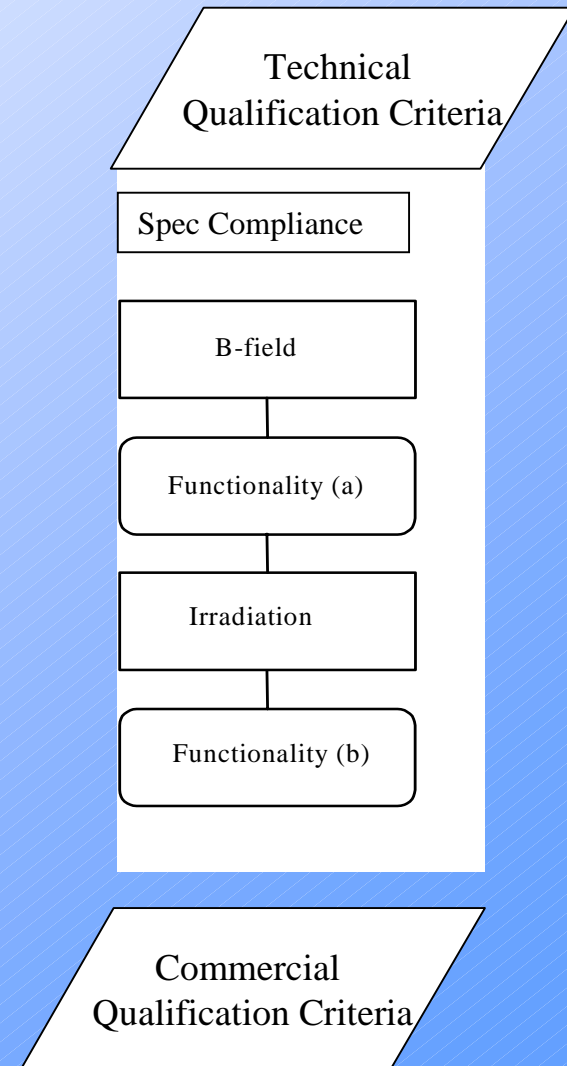 Technical
Qualification Criteria
Spec Compliance
B-field
Functionality (a)
Irradiation
Functionality (b)
Commercial
Qualification Criteria